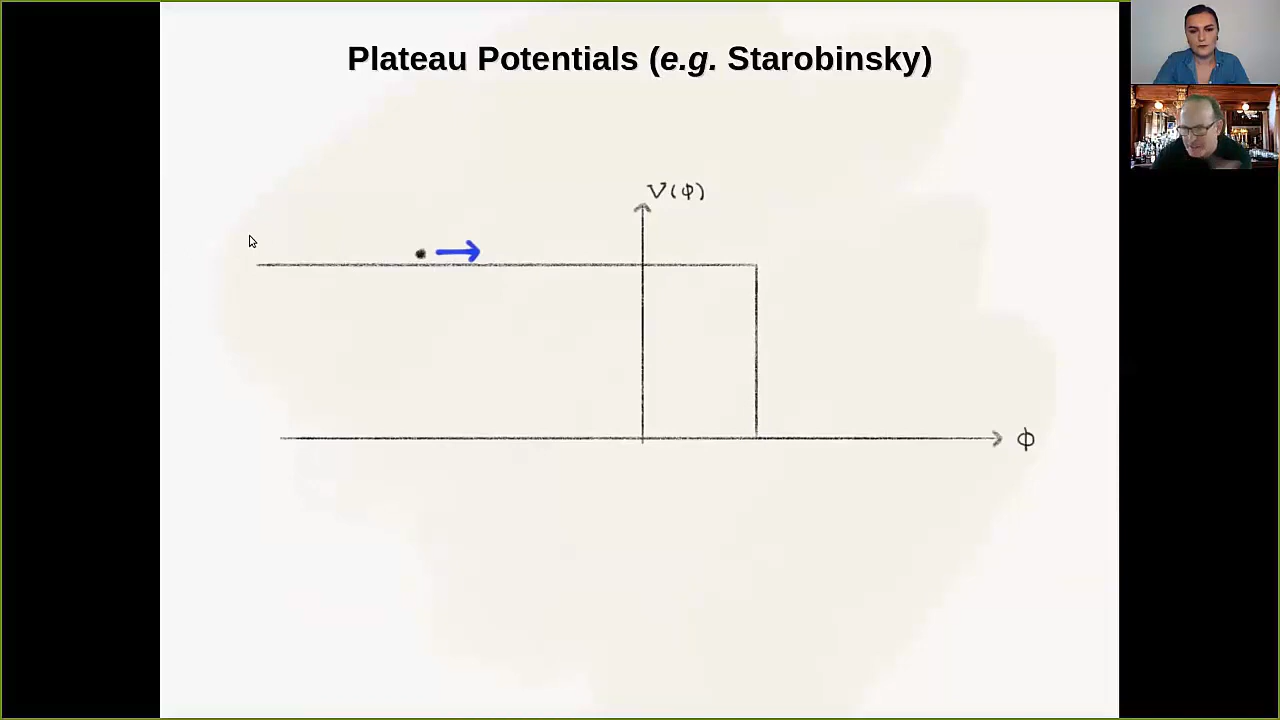 Plateau Potentials (e.g. Starobinsky)
V(ϕ)
ϕ